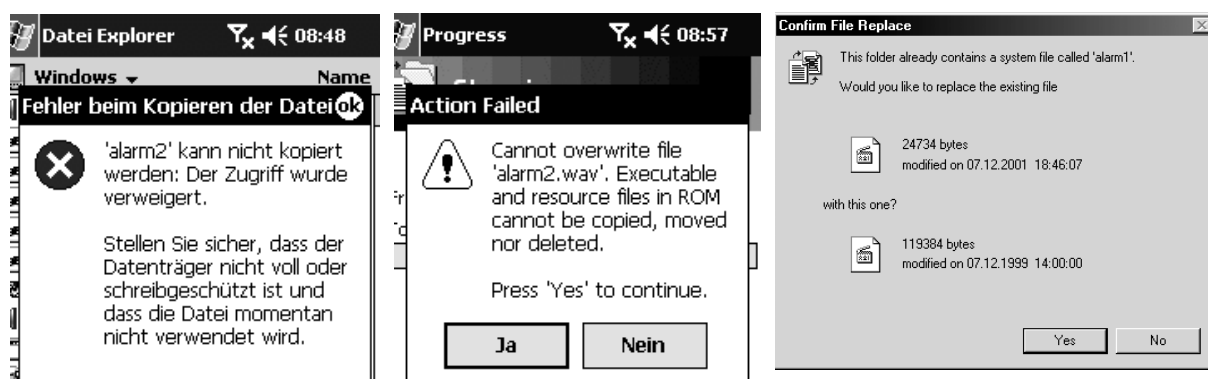 Datei Explorer 08:48
Windows Name
Fehler beim Kopieren der Datei ok
'alarm2' kann nicht kopiert
werden: Der Zugriff wurde
verweigert.
Stellen Sie sicher, dass der
Datenträger nicht voll oder
schreibgeschützt ist und
dass die Datei momentan
nicht verwendet wird.
Progress 08:57
Action Failed
Cannot overwrite file
'alarm2.wav'. Executable
and resource files in ROM
cannot be copied, moved
nor deleted.
Press 'Yes' to continue.
Ja Nein
Confirm File Replace
This folder already contains a system file called 'alarm1'.
Would you like to replace the existing file
24734 bytes
modified on 07.12.2001 18:46:07
with this one?
119384 bytes
modified on 07.12.1999 14:00:00
Yes No